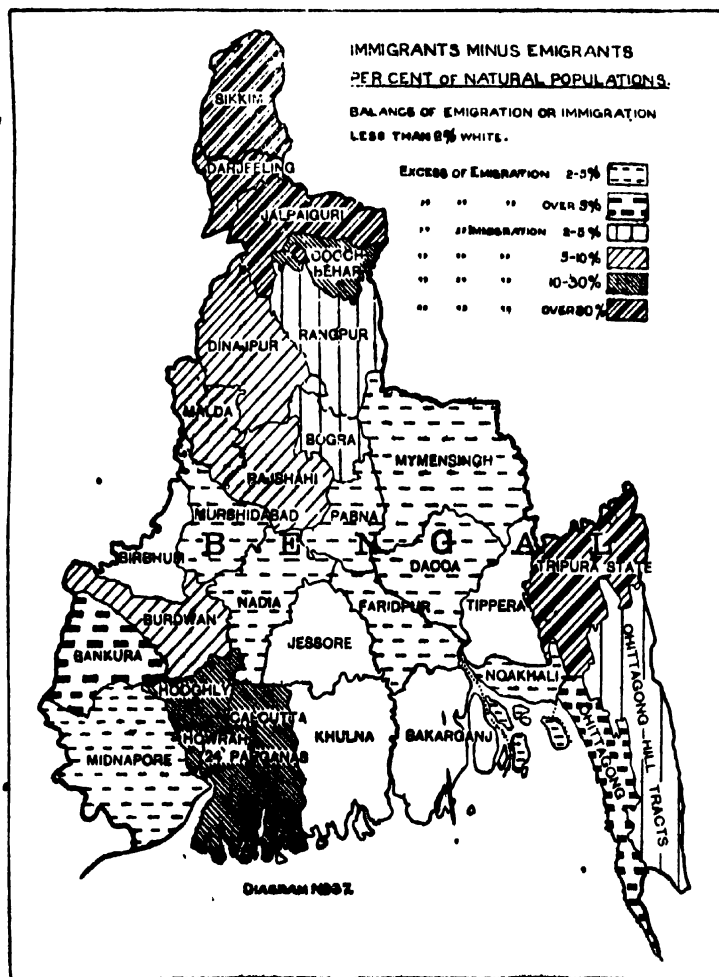 IMMIGRANTS MINUS EMIGRANTS
PER CENT OF NATURAL POPULATIONS.
BALANCE OF EMIGRATION OR IMMIGRATION
LESS THAN 2% WHITE.
EXCESS OF EMIGRATION 2-5%
" " " OVER 5%
" " IMMIGRATION 2-5%
" " " 5-10%
" " " 10-30%
" " " OVER 30%
SIKKIM
DARJEELING
JALPAIGURI
COOCH
BEHAR
RANGPUR
DINAJPUR
MALDA
BOGRA
MYMENSINGH
RAJSHAHI
MURSHIDABAD
PABNA
BENGAL
BIRBHUM
DACCA
TRIPURA STATE
NADIA
FARIDPUR
TIPPERA
BURDWAN
JESSORE
BANKURA
NOAKHALI
HOOGHLY
CHITTAGONG-HILL TRACTS
CALCUTTA
HOWRAH
24 PARGANAS
KHULNA
BAKARGANJ
CHITTAGONG
MIDNAPORE
DIAGRAM NO37.